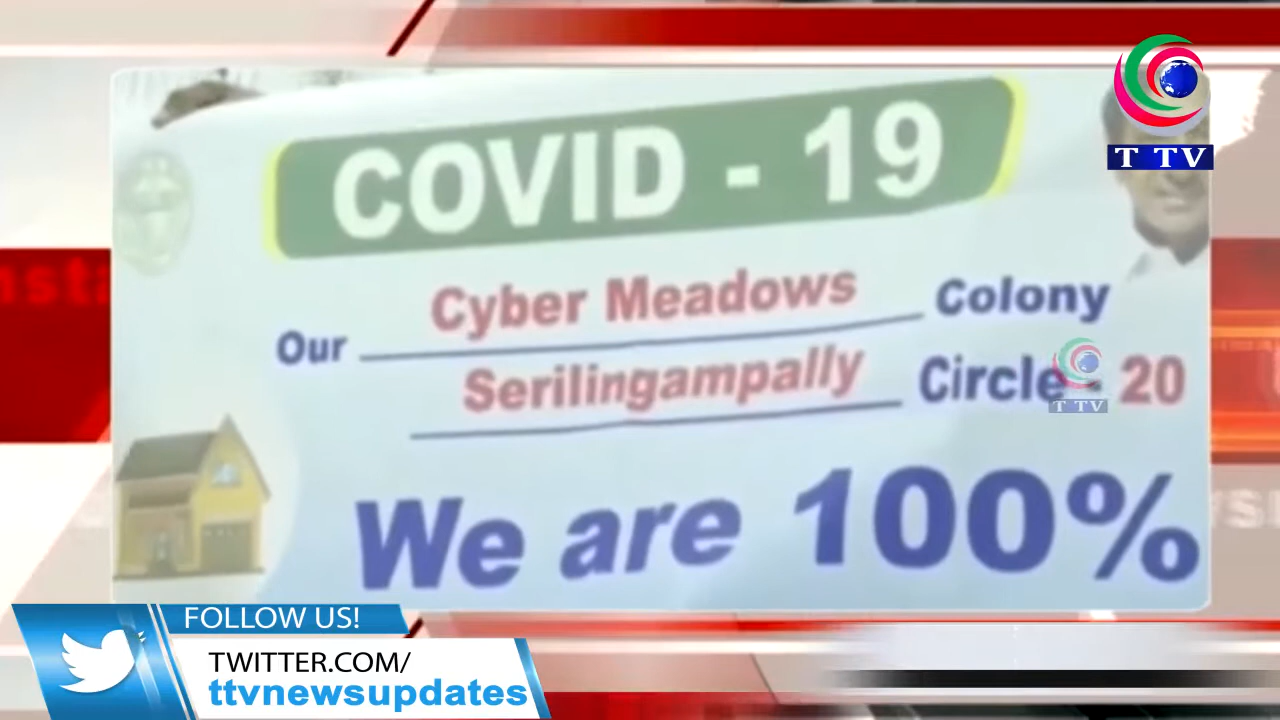 T TV
COVID - 19
Our Cyber Meadows Colony
Serilingampally Circle - 20
T TV
We are 100%
FOLLOW US!
TWITTER.COM/
ttvnewsupdates